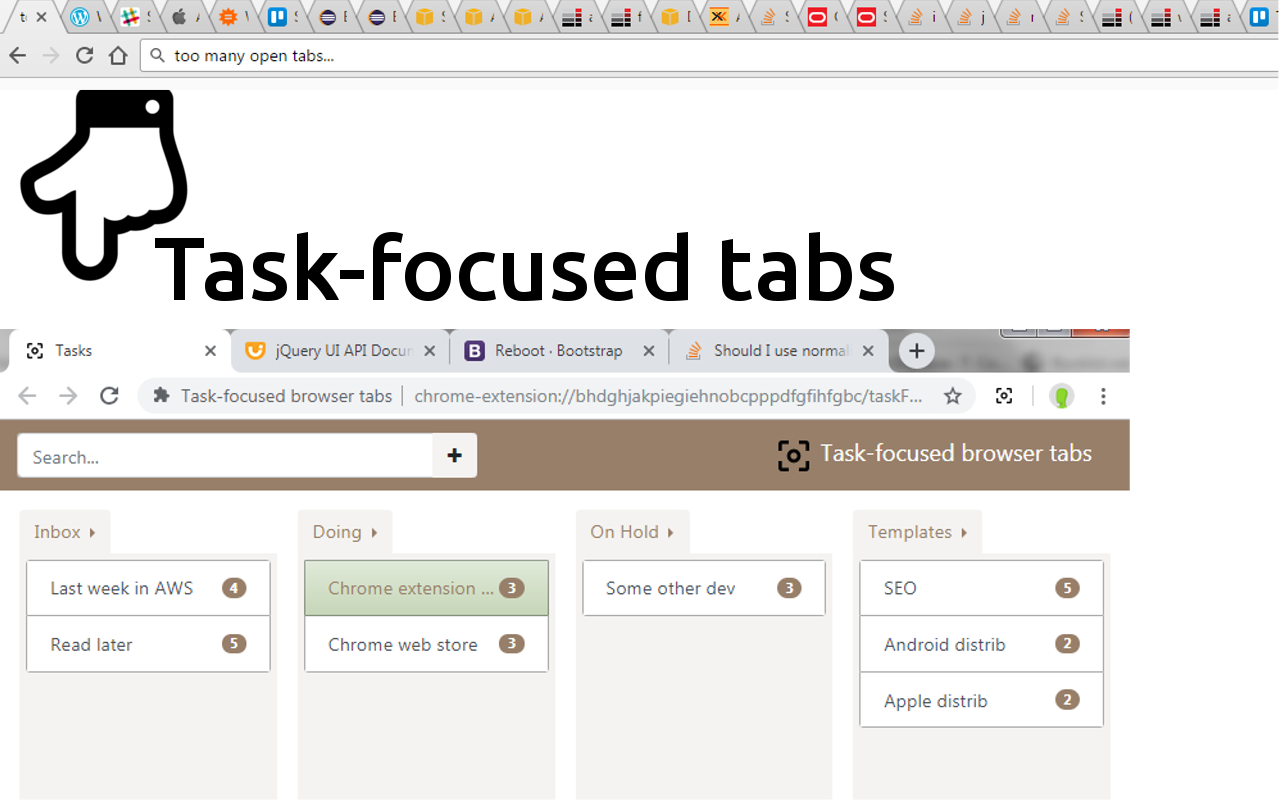 too many open tabs...
Task-focused tabs
Tasks
jQuery UI API Docum
Reboot · Bootstrap
Should I use normal
Task-focused browser tabs
chrome-extension://bhdghjakpiegiehnobcpppdfgfihfgbc/taskF...
Search...
Task-focused browser tabs
Inbox
Doing
On Hold
Templates
Last week in AWS 4
Chrome extension ... 3
Some other dev 3
SEO 5
Read later 5
Chrome web store 3
Android distrib 2
Apple distrib 2